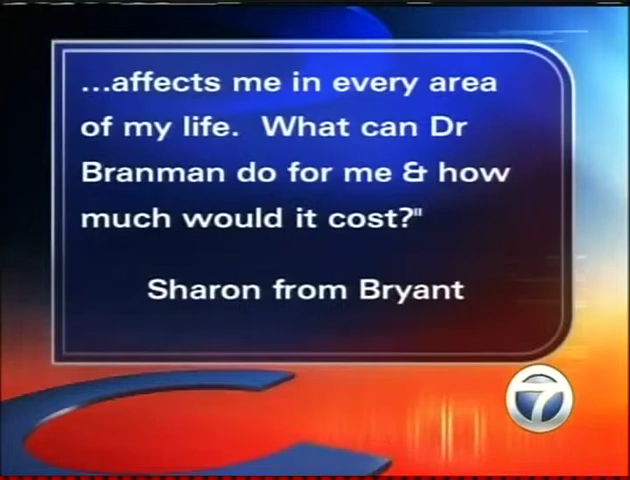 ...affects me in every area
of my life. What can Dr
Branman do for me & how
much would it cost?"
Sharon from Bryant
7